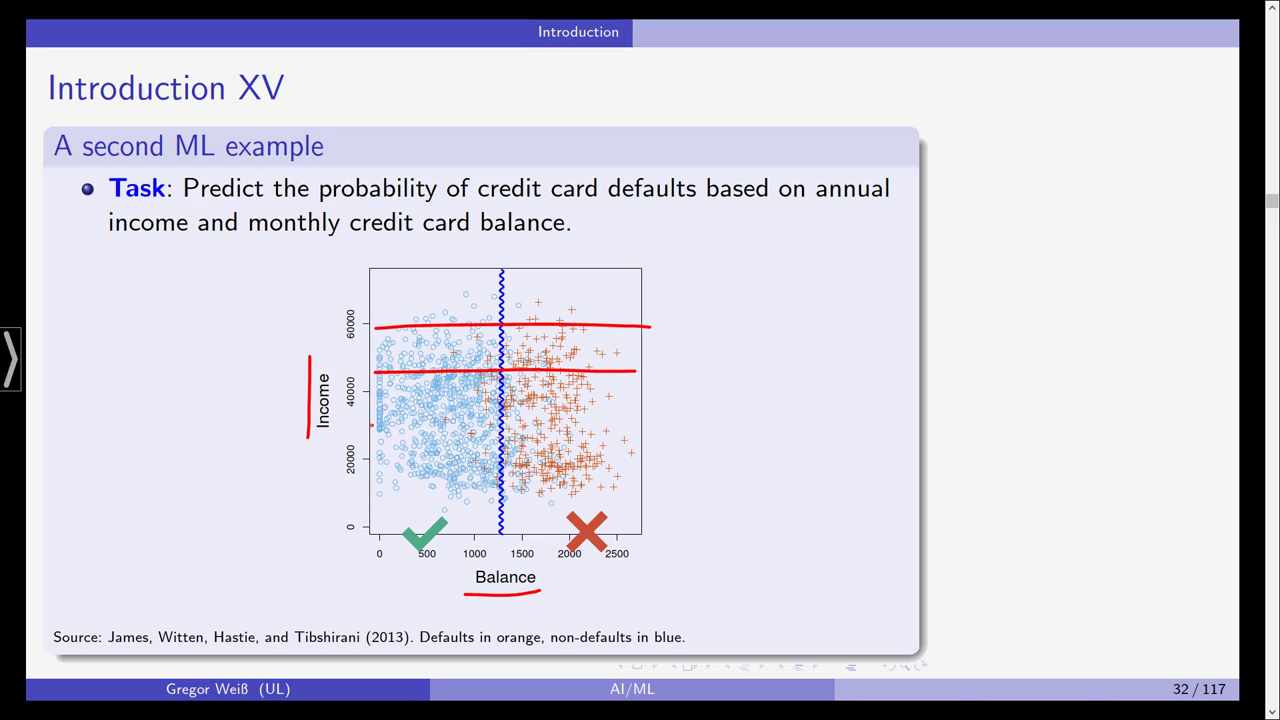 Introduction
Introduction XV
A second ML example
Task: Predict the probability of credit card defaults based on annual
income and monthly credit card balance.
60000
40000
20000
0
Income
0 500 1000 1500 2000 2500
Balance
Source: James, Witten, Hastie, and Tibshirani (2013). Defaults in orange, non-defaults in blue.
Gregor Weiß (UL) AI/ML 32 / 117